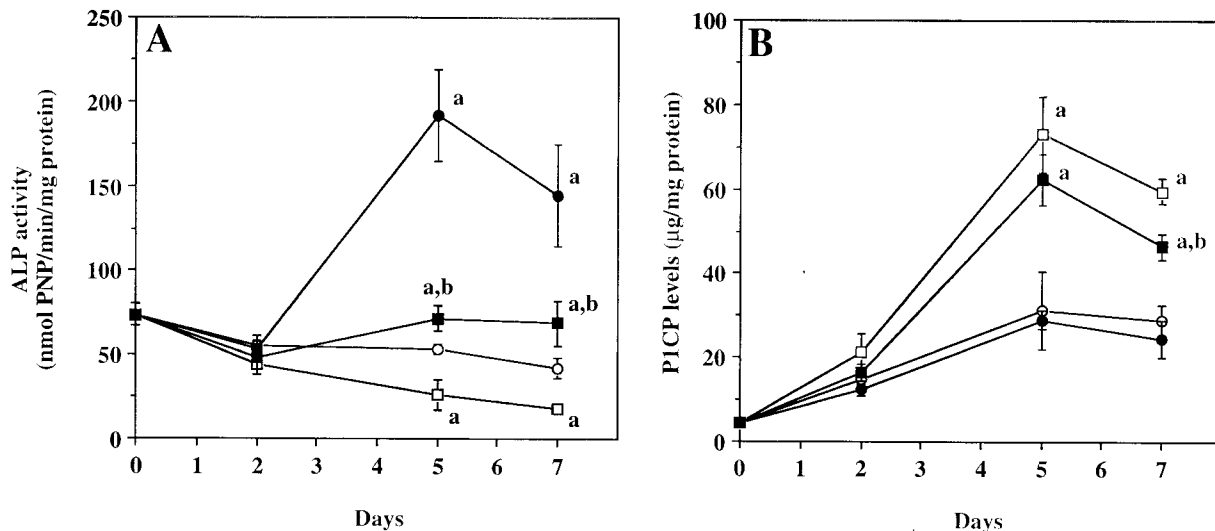 A
ALP activity
(nmol PNP/min/mg protein)
250
200
150
100
50
0
a
a,b
a,b
a
a
0 1 2 3 4 5 6 7
Days
B
P1CP levels (µg/mg protein)
100
80
60
40
20
0
a
a
a
a,b
0 1 2 3 4 5 6 7
Days